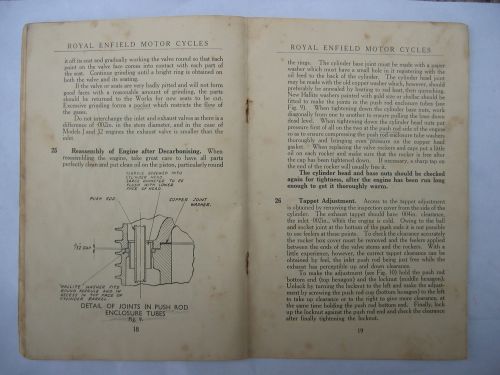 ROYAL ENFIELD MOTOR CYCLES
it off its seat and gradually working the valve round so that each
point on the valve face comes into contact with each part of
the seat. Continue grinding until a bright ring is obtained on
both the valve and its seating.
If the valve or seats are very badly pitted and will not form
good faces with a reasonable amount of grinding, the parts
should be returned to the Works for new seats to be cut.
Excessive grinding forms a pocket which restricts the flow of
the gasses.
Do not interchange the inlet and exhaust valves as there is a
difference of ·002in. in the stem diameter, and in the case of
Models J and J2 engines the exhaust valve is smaller than the
inlet.
25 Reassembly of Engine after Decarbonising. When
reassembling the engine, take great care to have all parts
perfectly clean and put clean oil on the piston, particularly round
FERRULE SCREWED INTO
CYLINDER HEAD
LARGE DIAMETER TO BE
FLUSH WITH LOWER
FACE OF HEAD
PUSH ROD
COPPER JOINT
WASHER
GAP
'HALLITE' WASHER FITS
ROUND FERRULE AND IN
RECESS IN TOP FACE OF
CYLINDER BARREL
DETAIL OF JOINTS IN PUSH ROD
ENCLOSURE TUBES
Fig. 9.
18
ROYAL ENFIELD MOTOR CYCLES
the rings. The cylinder base joint must be made with a paper
washer which must have a small hole in it registering with the
oil feed to the back of the cylinder. The cylinder head joint
may be made with the old copper washer which, however, should
preferably be annealed by heating to red heat, then quenching.
New Hallite washers painted with gold size or shellac should be
fitted to make the joints in the push rod enclosure tubes (see
Fig. 9). When tightening down the cylinder base nuts, work
diagonally from one to another to ensure pulling the base down
dead level. When tightening down the cylinder head nuts put
pressure first of all on the two at the push rod side of the engine
so as to ensure compressing the push rod enclosure tube washers
thoroughly and bringing even pressure on the copper head
gasket. When replacing the rocker rockers and caps put a little
oil on each rocker and make sure that the rocker is free after
the cap has been tightened down. If necessary, a sharp tap on
the end of the rocker will usually free it.
The cylinder head and base nuts should be checked
again for tightness, after the engine has been run long
enough to get it thoroughly warm.
26 Tappet Adjustment. Access to the tappet adjustment
is obtained by removing the inspection cover from the side of the
cylinder. The exhaust tappet should have ·004in. clearance,
the inlet ·002in., while the engine is cold. Owing to the ball
and socket joint at the bottom of the push ends it is not possible
to use feelers at these points. To check the clearance accurately
the rocker box cover must be removed and the feelers applied
between the ends of the valve stems and the rockers. With a
little experience, however, the correct tappet clearance can be
obtained by feel, the inlet push rod being just free while the
exhaust has perceptible up and down clearance.
To make the adjustment (see Fig. 10) hold the push rod
bottom end (top hexagon) and the locknut (middle hexagon).
Unlock by turning the locknut to the left and make the adjust-
ment by screwing the push rod cup (bottom hexagon) to the left
to take up clearance or to the right to give more clearance, at
the same time holding the push rod bottom end. Finally, lock
up the locknut against the push rod end and check the clearance
after finally tightening the locknut.
19